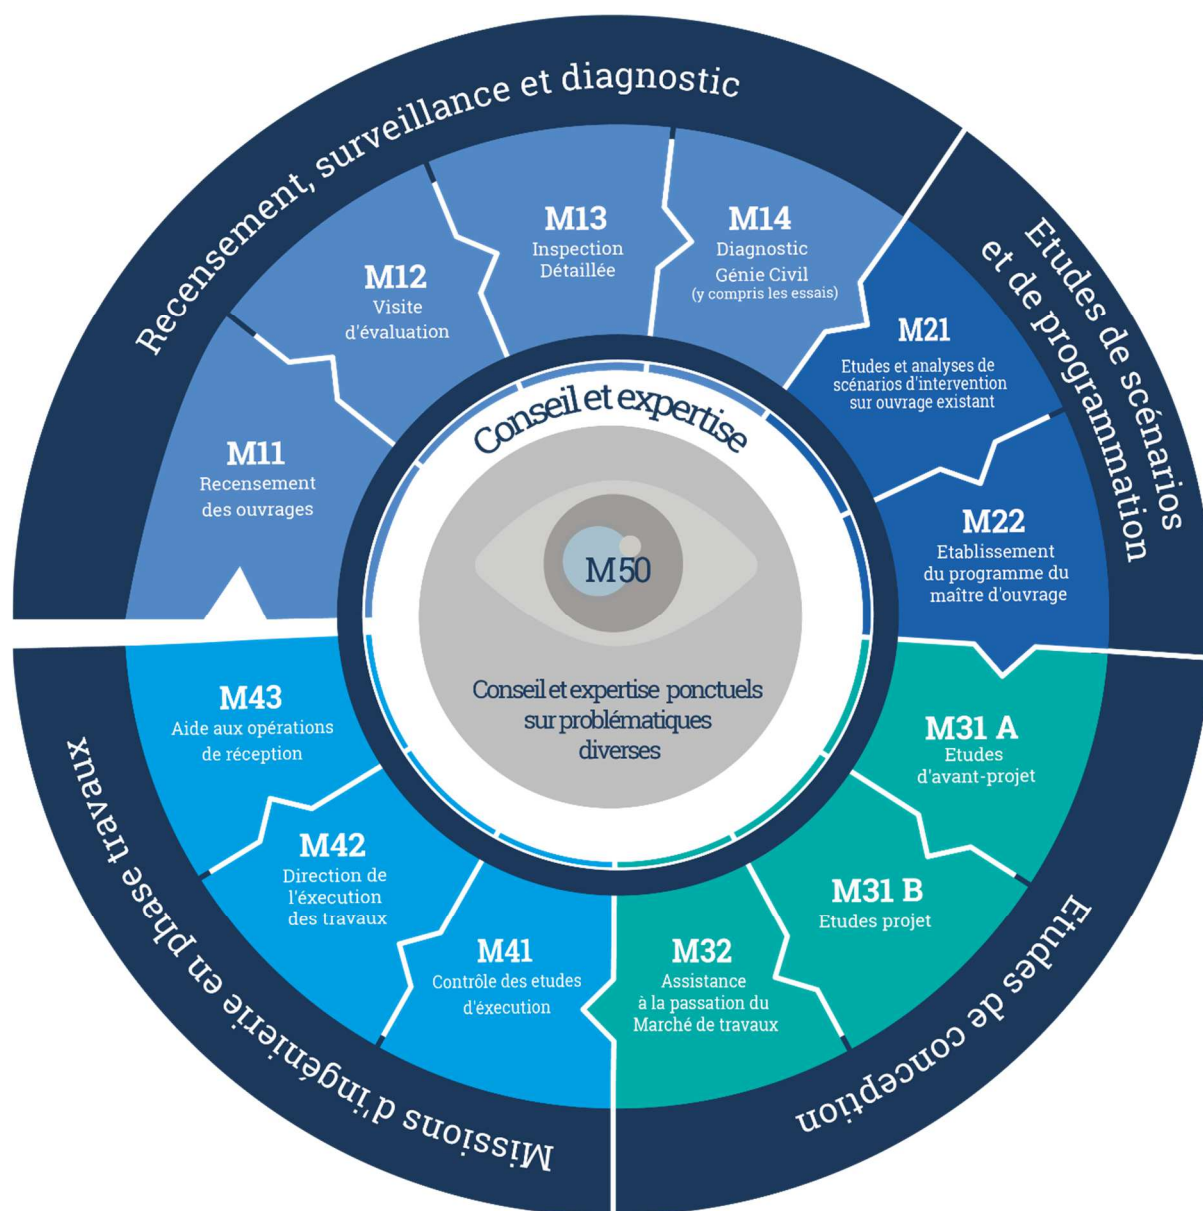 Recensement, surveillance et diagnostic
M11
Recensement
des ouvrages
M12
Visite
d'évaluation
M13
Inspection
Détaillée
M14
Diagnostic
Génie Civil
(y compris les essais)
Etudes de scénarios
et de programmation
M21
Etudes et analyses de
scénarios d'intervention
sur ouvrage existant
M22
Etablissement
du programme du
maître d'ouvrage
Etudes de conception
M31 A
Etudes
d'avant-projet
M31 B
Etudes projet
M32
Assistance
à la passation du
Marché de travaux
Missions d'ingénierie en phase travaux
M41
Contrôle des etudes
d'éxecution
M42
Direction de
l'éxecution
des travaux
M43
Aide aux opérations
de réception
Conseil et expertise
M50
Conseil et expertise ponctuels
sur problématiques
diverses